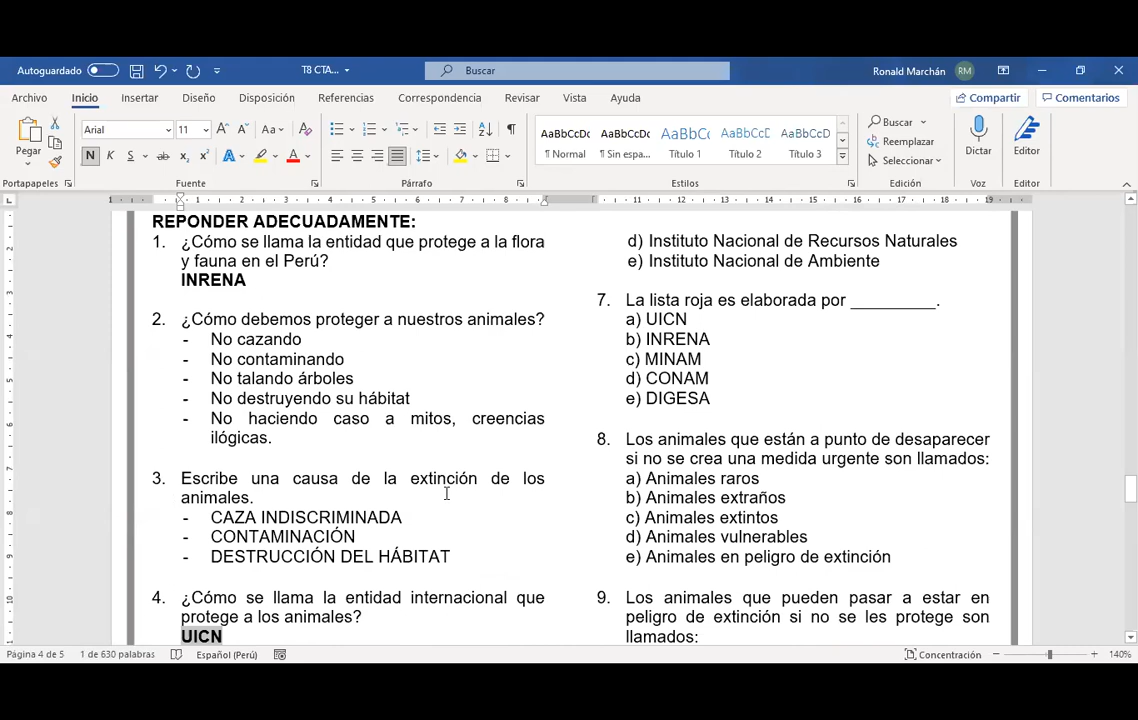 Autoguardado
T8 CTA...
Buscar
Ronald Marchán
RM
Archivo
Inicio
Insertar
Diseño
Disposición
Referencias
Correspondencia
Revisar
Vista
Ayuda
Compartir
Comentarios
Pegar
Arial
11
Aa
N K S ab x₂ x² A A
AaBbCcDc
AaBbCcDc
AaBbCc
AaBbCcD
AaBbCcD
¶ Normal
¶ Sin espa...
Título 1
Título 2
Título 3
Buscar
Reemplazar
Seleccionar
Dictar
Editor
Portapapeles
Fuente
Párrafo
Estilos
Edición
Voz
Editor
REPONDER ADECUADAMENTE:
1. ¿Cómo se llama la entidad que protege a la flora
y fauna en el Perú?
INRENA
2. ¿Cómo debemos proteger a nuestros animales?
- No cazando
- No contaminando
- No talando árboles
- No destruyendo su hábitat
- No haciendo caso a mitos, creencias
ilógicas.
3. Escribe una causa de la extinción de los
animales.
- CAZA INDISCRIMINADA
- CONTAMINACIÓN
- DESTRUCCIÓN DEL HÁBITAT
4. ¿Cómo se llama la entidad internacional que
protege a los animales?
UICN
d) Instituto Nacional de Recursos Naturales
e) Instituto Nacional de Ambiente
7. La lista roja es elaborada por _________.
a) UICN
b) INRENA
c) MINAM
d) CONAM
e) DIGESA
8. Los animales que están a punto de desaparecer
si no se crea una medida urgente son llamados:
a) Animales raros
b) Animales extraños
c) Animales extintos
d) Animales vulnerables
e) Animales en peligro de extinción
9. Los animales que pueden pasar a estar en
peligro de extinción si no se les protege son
llamados:
Página 4 de 5
1 de 630 palabras
Español (Perú)
Concentración
140%